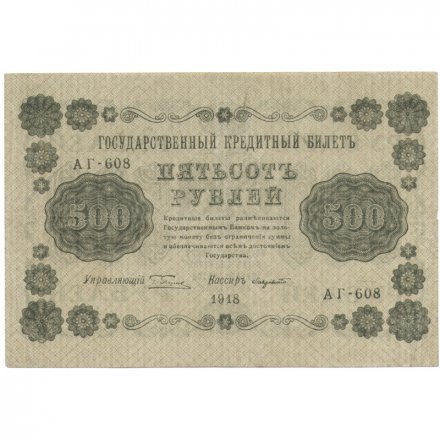 ГОСУДАРСТВЕННЫЙ КРЕДИТНЫЙ БИЛЕТЪ
АГ-608
ПЯТЬСОТЪ
РУБЛЕЙ
500
500
Кредитные билеты размѣниваются
Государственнымъ Банкомъ на золо-
тую монету безъ ограниченія суммы
и обезпечиваются всѣмъ достояніемъ
Государства.
Управляющій
Кассиръ
1918
АГ-608